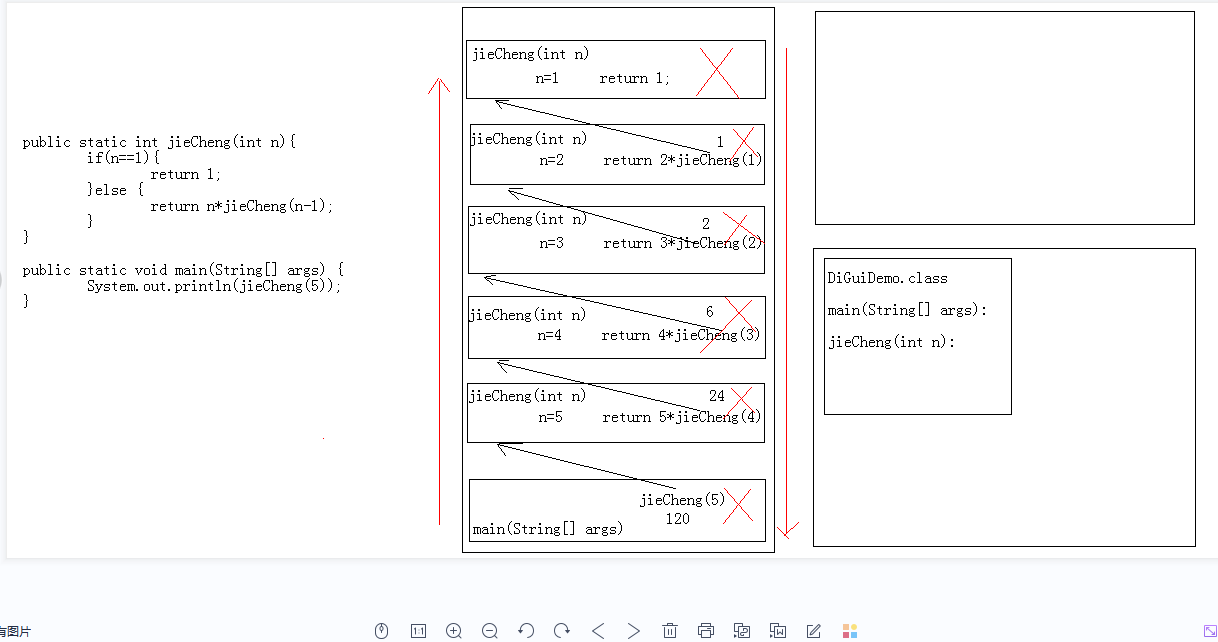 public static int jieCheng(int n){
if(n==1){
return 1;
}else {
return n*jieCheng(n-1);
}
}
public static void main(String[] args) {
System.out.println(jieCheng(5));
}
jieCheng(int n)
n=1 return 1;
jieCheng(int n) 1
n=2 return 2*jieCheng(1)
jieCheng(int n) 2
n=3 return 3*jieCheng(2)
jieCheng(int n) 6
n=4 return 4*jieCheng(3)
jieCheng(int n) 24
n=5 return 5*jieCheng(4)
jieCheng(5)
120
main(String[] args)
DiGuiDemo.class
main(String[] args):
jieCheng(int n):
有图片
1:1